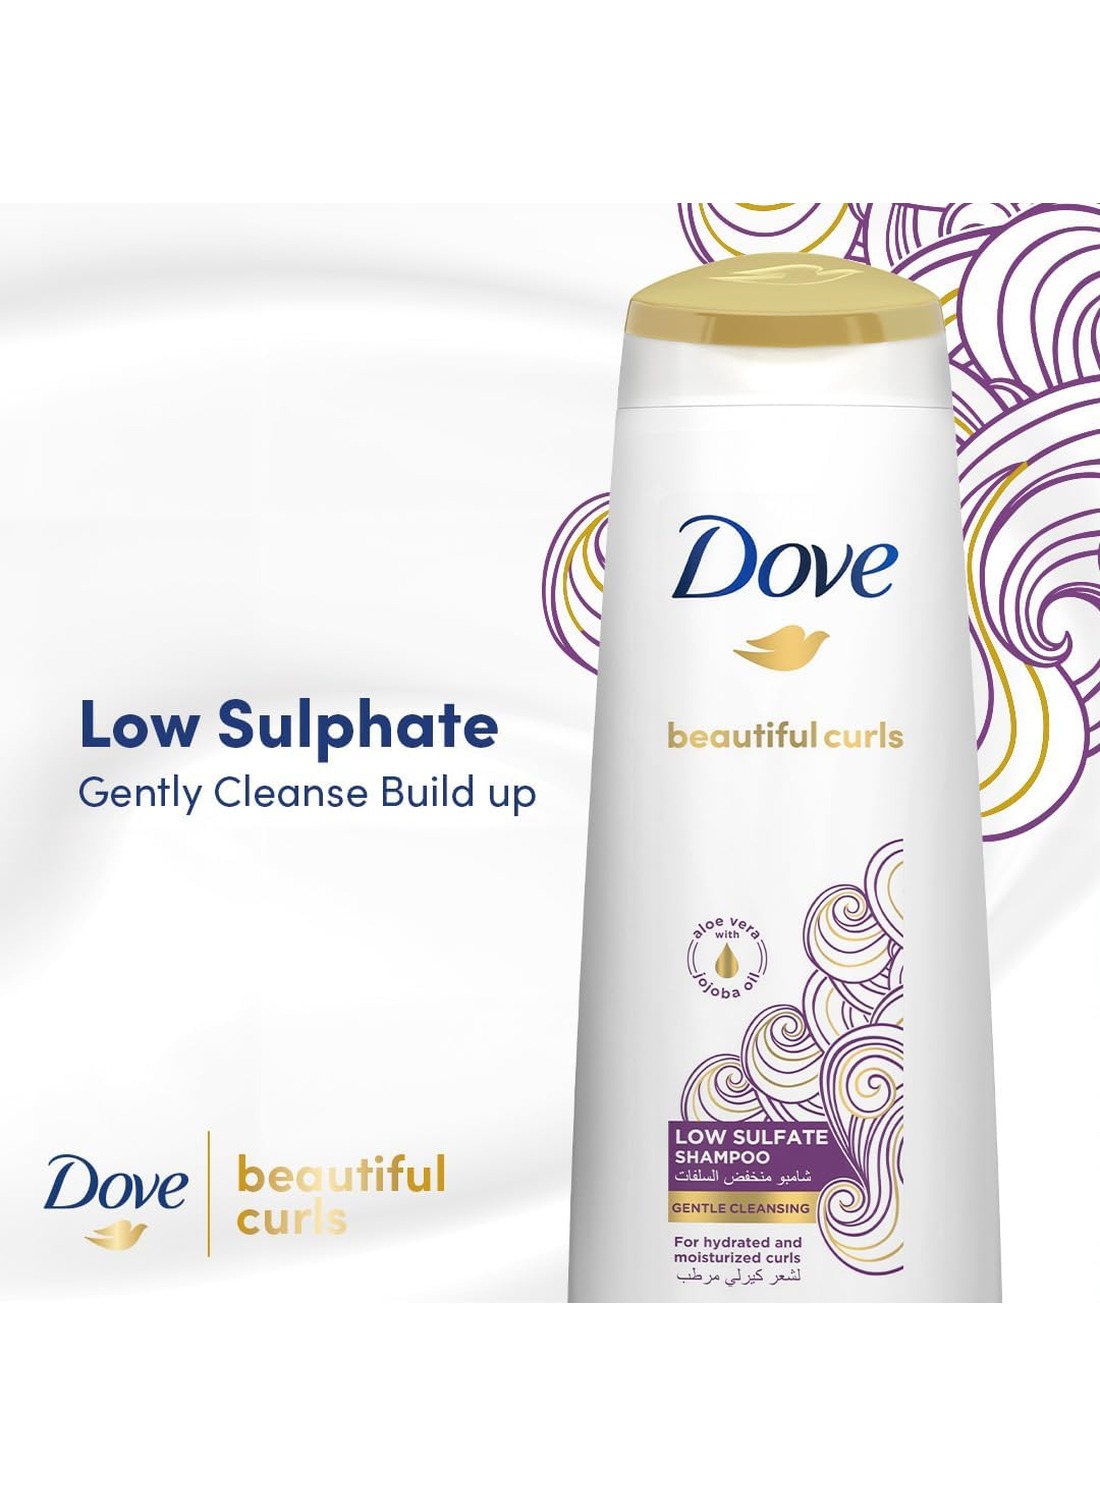 Low Sulphate
Gently Cleanse Build up
Dove
beautiful
curls
Dove
beautiful curls
aloe vera
with
jojoba oil
LOW SULFATE
SHAMPOO
شامبو منخفض السلفات
GENTLE CLEANSING
For hydrated and
moisturized curls
لشعر كيرلي مرطب